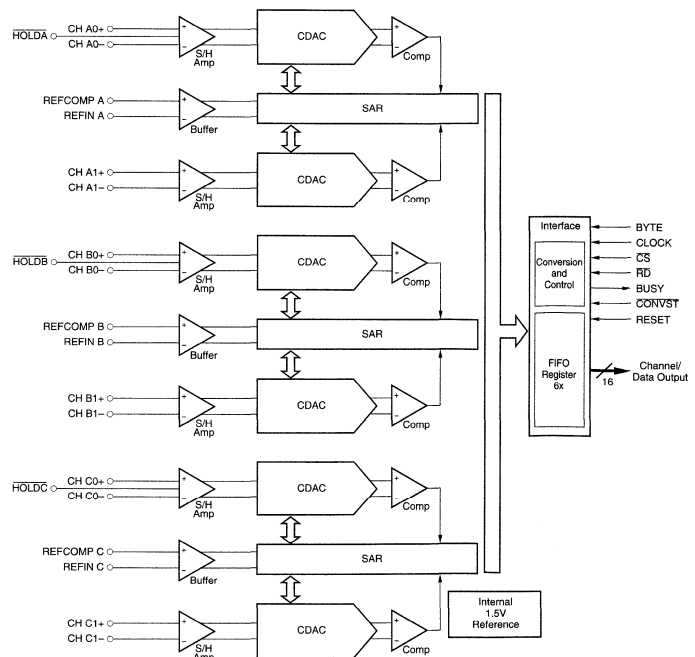 CH A0+
HOLDA
CH A0–
+
–
S/H
Amp
CDAC
+
–
Comp
REFCOMP A
REFIN A
+
–
Buffer
SAR
CH A1+
CH A1–
+
–
S/H
Amp
CDAC
+
–
Comp
CH B0+
HOLDB
CH B0–
+
–
S/H
Amp
CDAC
+
–
Comp
REFCOMP B
REFIN B
+
–
Buffer
SAR
CH B1+
CH B1–
+
–
S/H
Amp
CDAC
+
–
Comp
CH C0+
HOLDC
CH C0–
+
–
S/H
Amp
CDAC
+
–
Comp
REFCOMP C
REFIN C
+
–
Buffer
SAR
CH C1+
CH C1–
+
–
S/H
Amp
CDAC
+
–
Comp
Internal
1.5V
Reference
Interface
Conversion
and
Control
FIFO
Register
6x
BYTE
CLOCK
CS
RD
BUSY
CONVST
RESET
16
Channel/
Data Output